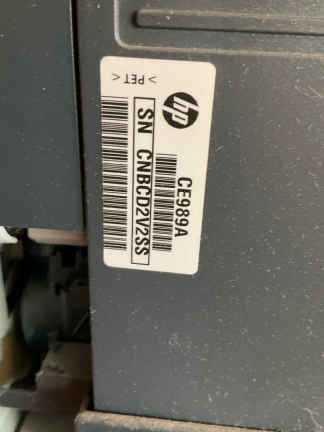 hp
CE989A
SN CNBCD2V2SS
>PET<